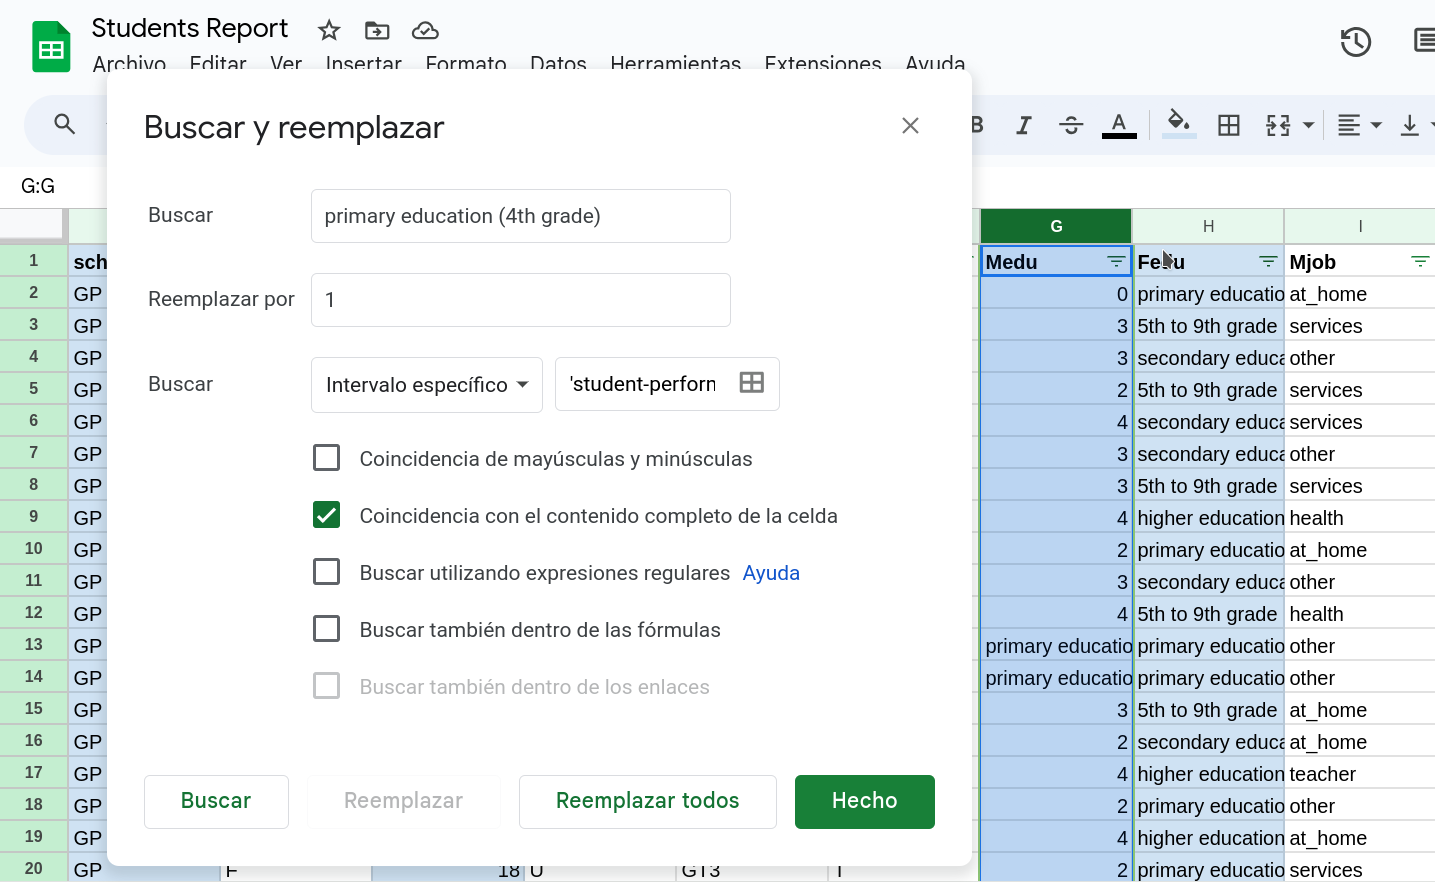 Students Report
Archivo Editar Ver Insertar Formato Datos Herramientas Extensiones Ayuda
B I S A
G:G
Buscar y reemplazar
Buscar primary education (4th grade)
Reemplazar por 1
Buscar Intervalo específico 'student-perforn
Coincidencia de mayúsculas y minúsculas
Coincidencia con el contenido completo de la celda
Buscar utilizando expresiones regulares Ayuda
Buscar también dentro de las fórmulas
Buscar también dentro de los enlaces
Buscar Reemplazar Reemplazar todos Hecho
G H I
1 sch Medu Fedu Mjob
2 GP 0 primary educatio at_home
3 GP 3 5th to 9th grade services
4 GP 3 secondary educa other
5 GP 2 5th to 9th grade services
6 GP 4 secondary educa services
7 GP 3 secondary educa other
8 GP 3 5th to 9th grade services
9 GP 4 higher education health
10 GP 2 primary educatio at_home
11 GP 3 secondary educa other
12 GP 4 5th to 9th grade health
13 GP primary educatio primary educatio other
14 GP primary educatio primary educatio other
15 GP 3 5th to 9th grade at_home
16 GP 2 secondary educa at_home
17 GP 4 higher education teacher
18 GP 2 primary educatio other
19 GP 4 higher education at_home
20 GP F 18 U GT3 T 2 primary educatio services